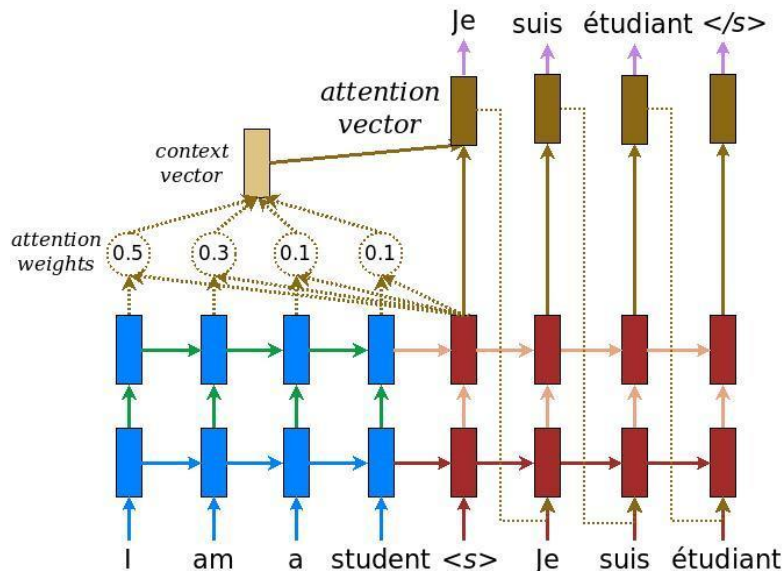 Je suis étudiant </s>
attention
vector
context
vector
attention
weights
0.5 0.3 0.1 0.1
I am a student <s> Je suis étudiant